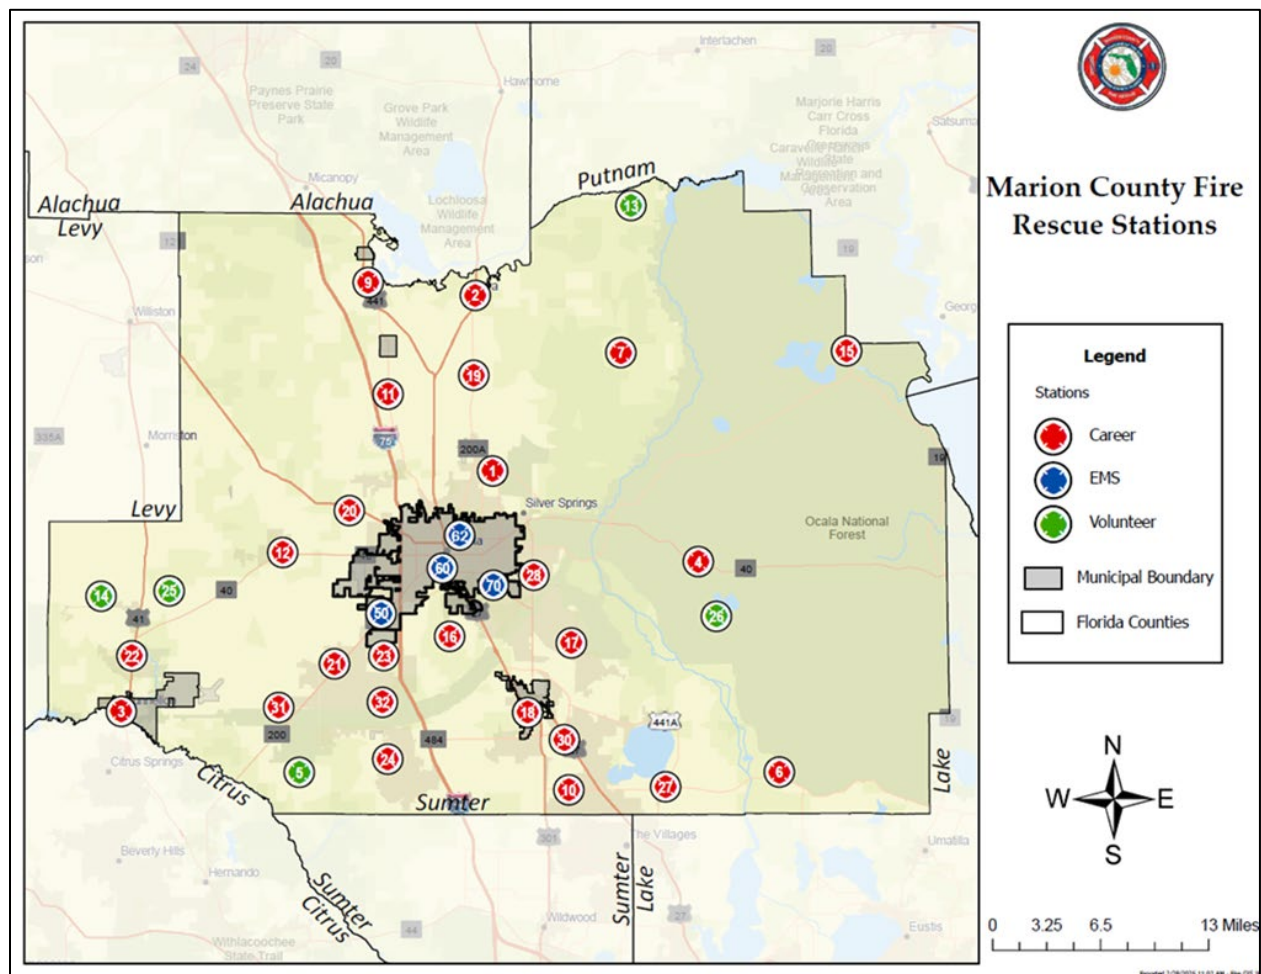 Interlachen
20
20
24
Hawthorne
Paynes Prairie
Preserve State
Park
Grove Park
Wildlife
Management
Area
Marjorie Harris
Carr Cross
Florida
Satsuma
Putnam
Micanopy
Marion County Fire
Rescue Stations
Alachua
Levy
Alachua
Lochloosa
Wildlife
Management
Area
13
12
19
9
441
2
Williston
7
15
19
11
335A
75
200A
1
19
Levy
20
Silver Springs
Ocala National
Forest
62
12
60
4
40
28
70
14
25
40
50
27
26
41
16
17
22
23
21
32
31
3
18
441A
19
200
484
30
24
5
6
10
27
Citrus Springs
Citrus
Sumter
Lake
301
The Villages
Umatilla
Beverly Hills
Hernando
Sumter
Citrus
Sumter
Lake
Wildwood
27
44
Eustis
Withlacoochee
State Trail
Legend
Stations
Career
EMS
Volunteer
Municipal Boundary
Florida Counties
N
W
E
S
0
3.25
6.5
13 Miles